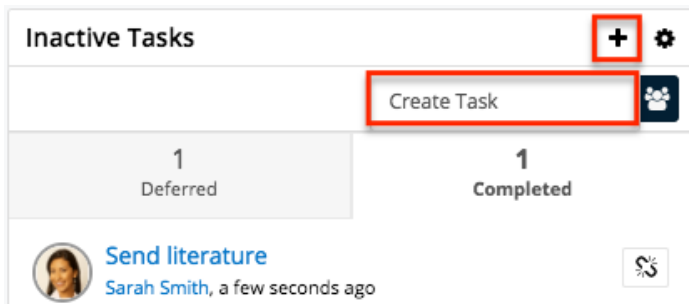 Inactive Tasks
Create Task
1
Deferred
1
Completed
Send literature
Sarah Smith, a few seconds ago